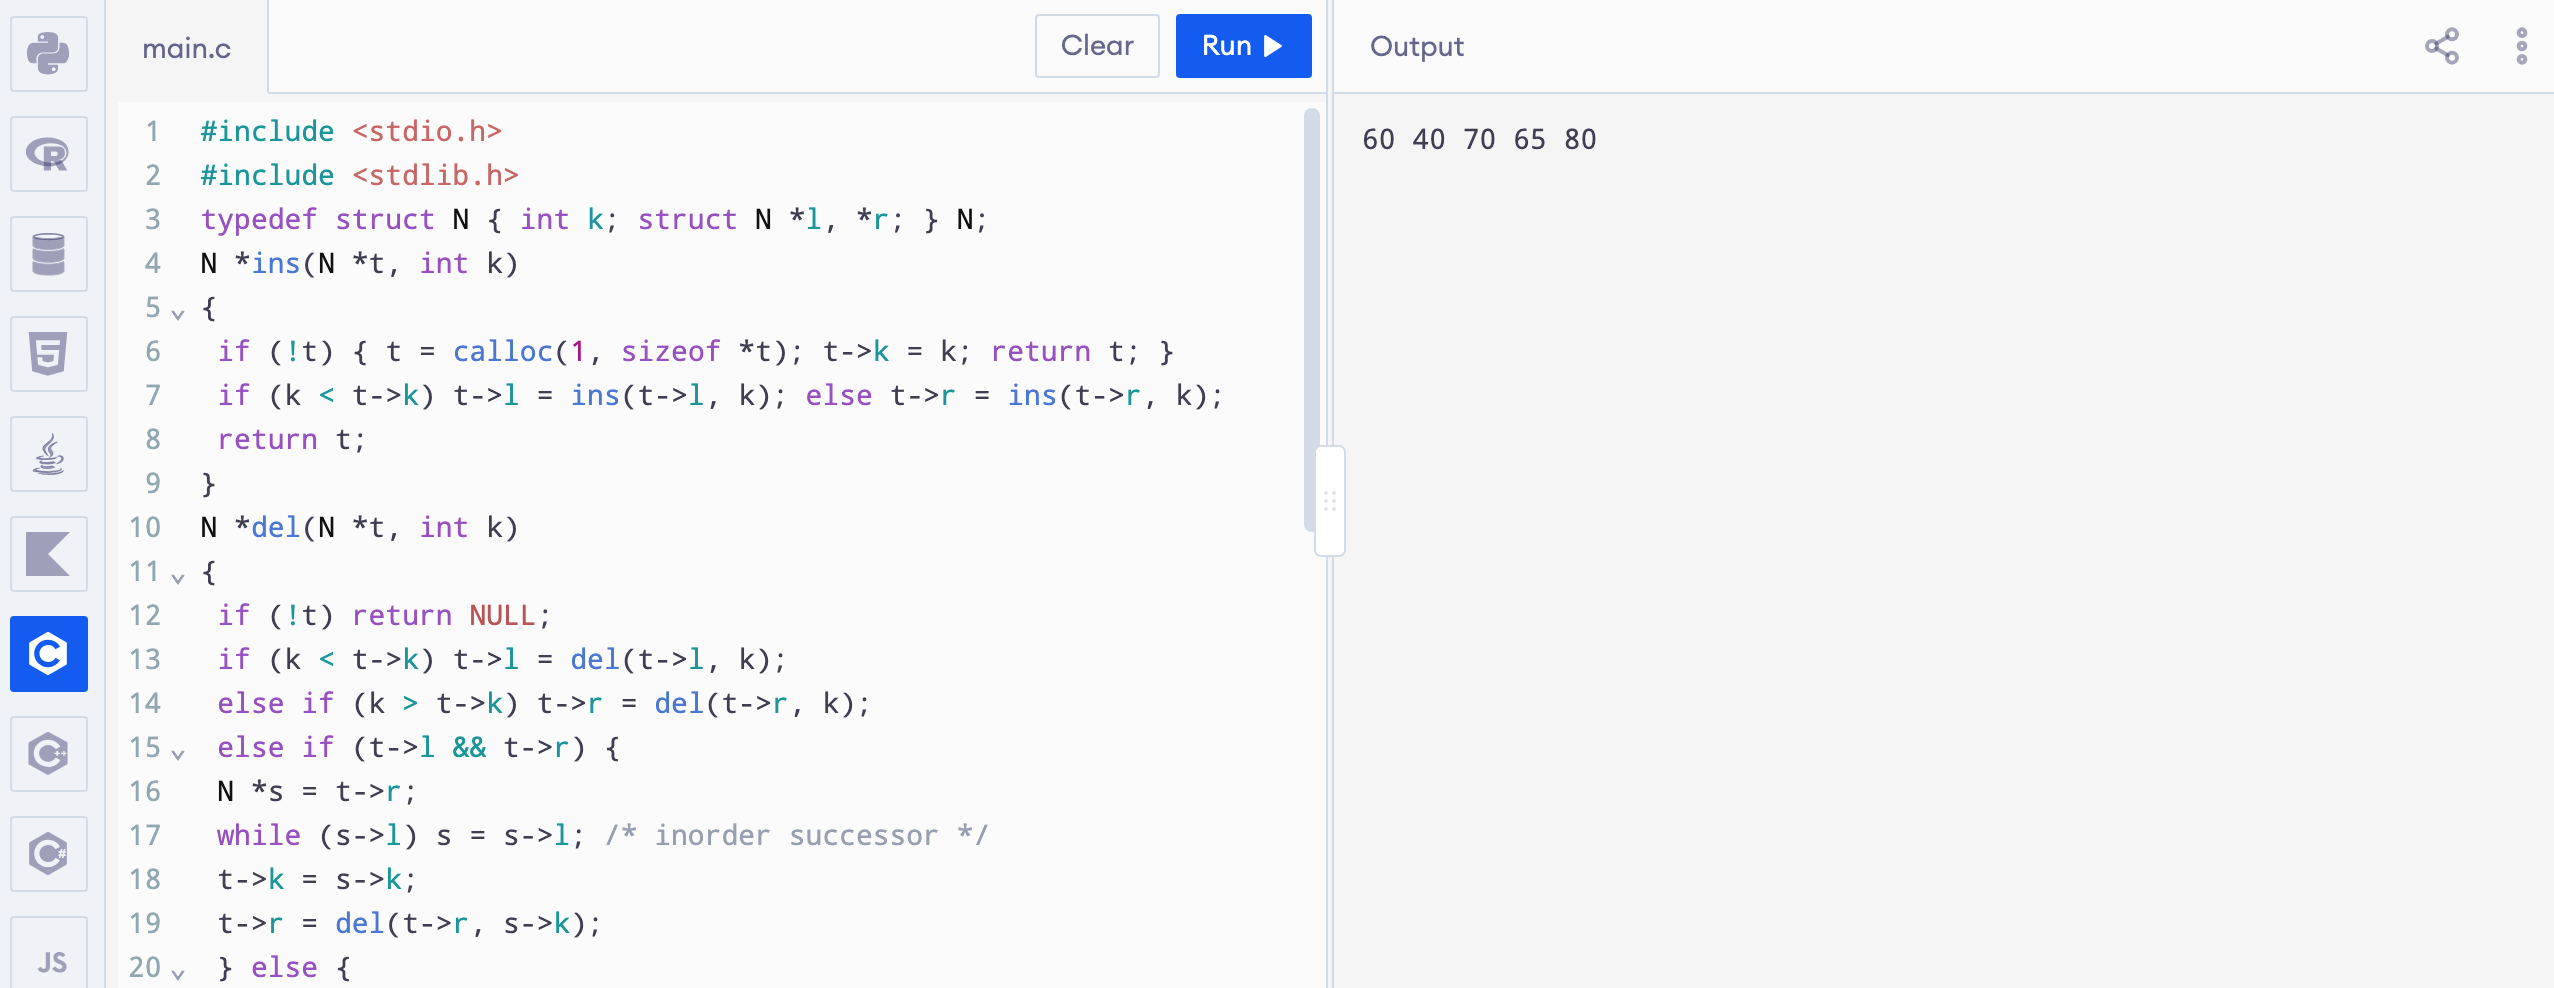 main.c
Clear
Run
Output
1 #include <stdio.h>
2 #include <stdlib.h>
3 typedef struct N { int k; struct N *l, *r; } N;
4 N *ins(N *t, int k)
5 {
6 if (!t) { t = calloc(1, sizeof *t); t->k = k; return t; }
7 if (k < t->k) t->l = ins(t->l, k); else t->r = ins(t->r, k);
8 return t;
9 }
10 N *del(N *t, int k)
11 {
12 if (!t) return NULL;
13 if (k < t->k) t->l = del(t->l, k);
14 else if (k > t->k) t->r = del(t->r, k);
15 else if (t->l && t->r) {
16 N *s = t->r;
17 while (s->l) s = s->l; /* inorder successor */
18 t->k = s->k;
19 t->r = del(t->r, s->k);
20 } else {
60 40 70 65 80
R
5
C
C++
C#
JS